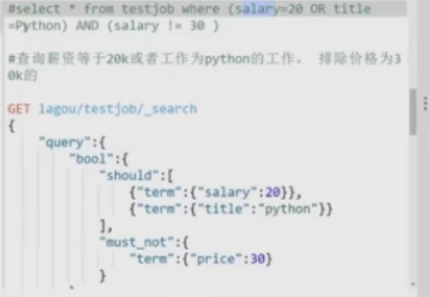 #select * from testjob where (salary=20 OR title
=Python) AND (salary != 30 )
#查询薪资等于20k或者工作为python的工作， 排除价格为3
0k的
GET lagou/testjob/_search
{
"query":{
"bool":{
"should":[
{"term":{"salary":20}},
{"term":{"title":"python"}}
],
"must_not":{
"term":{"price":30}
}